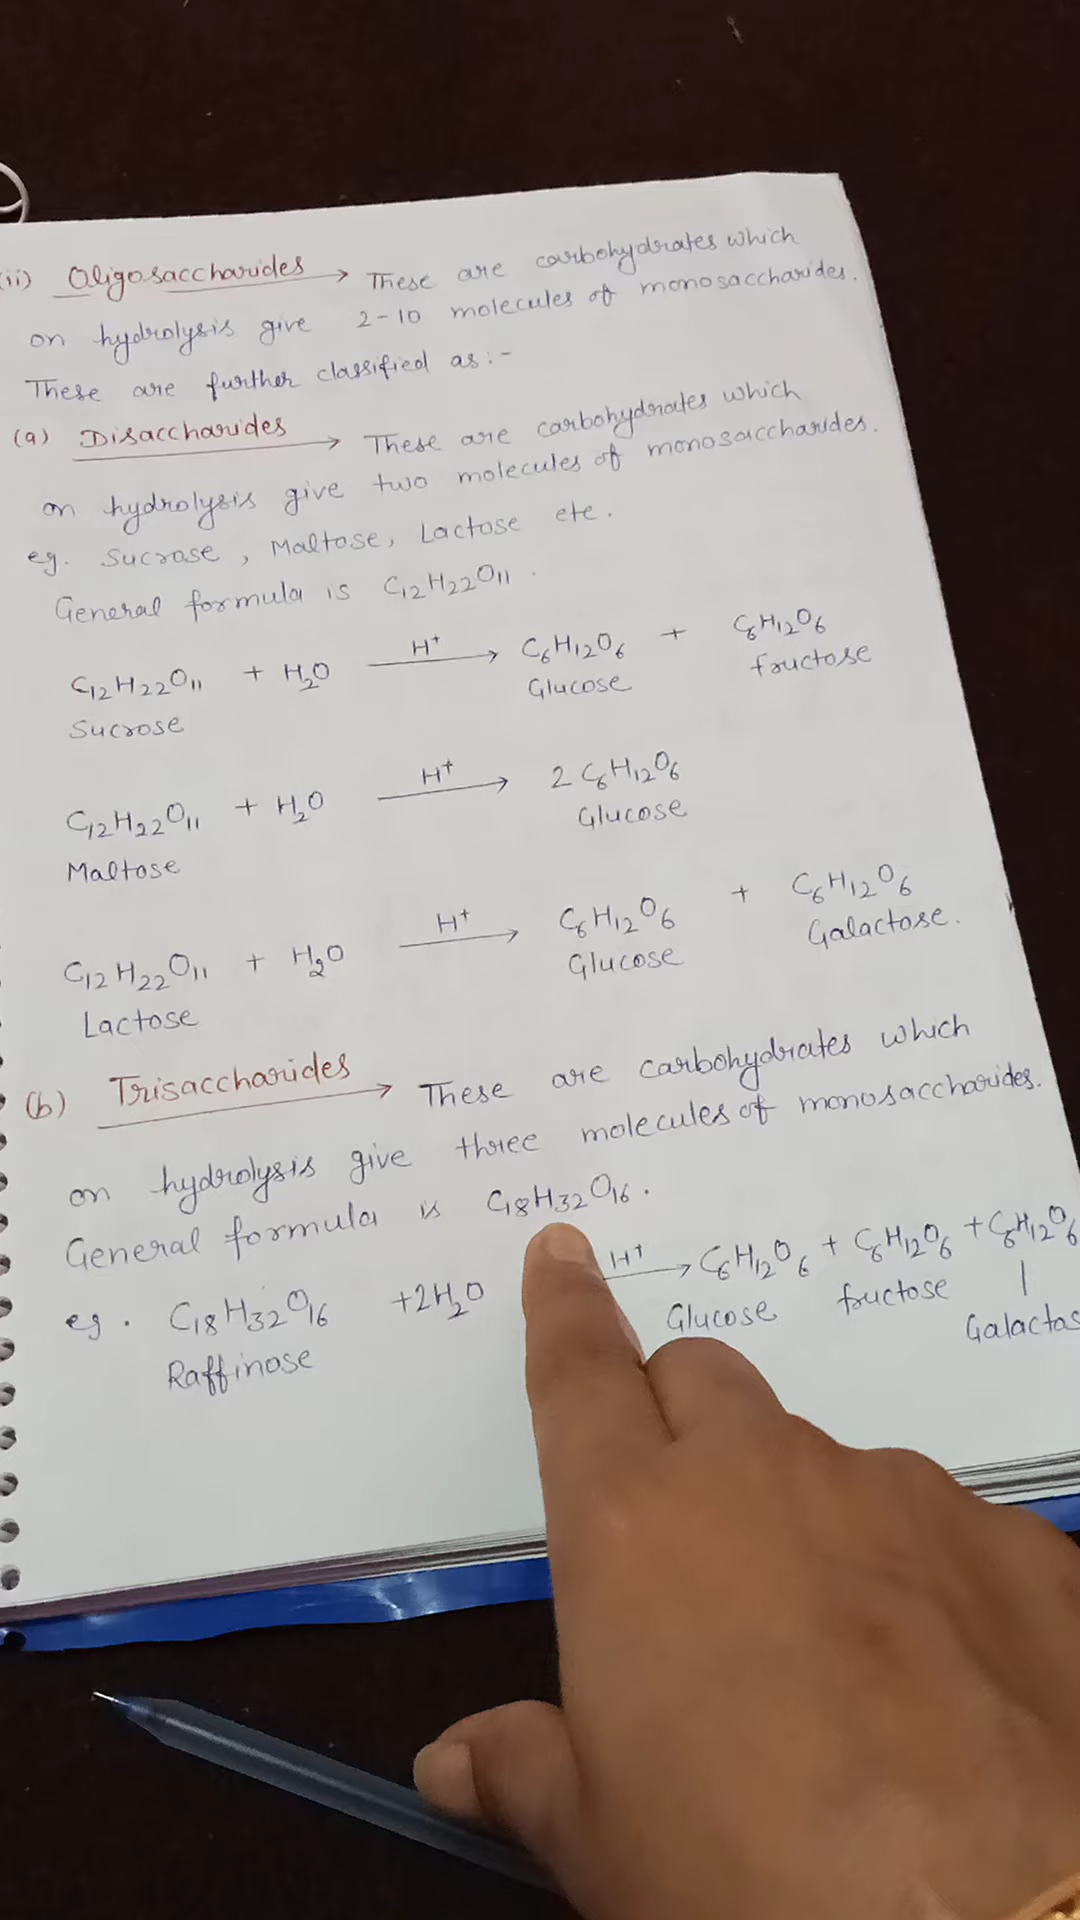 (ii) Oligosaccharides → These are carbohydrates which
on hydrolysis give 2-10 molecules of monosaccharides.
These are further classified as:-
(a) Disaccharides → These are carbohydrates which
on hydrolysis give two molecules of monosaccharides.
eg. Sucrose, Maltose, Lactose etc.
General formula is C₁₂H₂₂O₁₁.
C₁₂H₂₂O₁₁ + H₂O —H⁺→ C₆H₁₂O₆ + C₆H₁₂O₆
Sucrose Glucose fructose
C₁₂H₂₂O₁₁ + H₂O —H⁺→ 2 C₆H₁₂O₆
Maltose Glucose
C₁₂H₂₂O₁₁ + H₂O —H⁺→ C₆H₁₂O₆ + C₆H₁₂O₆
Lactose Glucose Galactose.
(b) Trisaccharides → These are carbohydrates which
on hydrolysis give three molecules of monosaccharides.
General formula is C₁₈H₃₂O₁₆.
eg. C₁₈H₃₂O₁₆ +2H₂O —H⁺→ C₆H₁₂O₆ + C₆H₁₂O₆ + C₆H₁₂O₆
Raffinose Glucose fructose Galactos